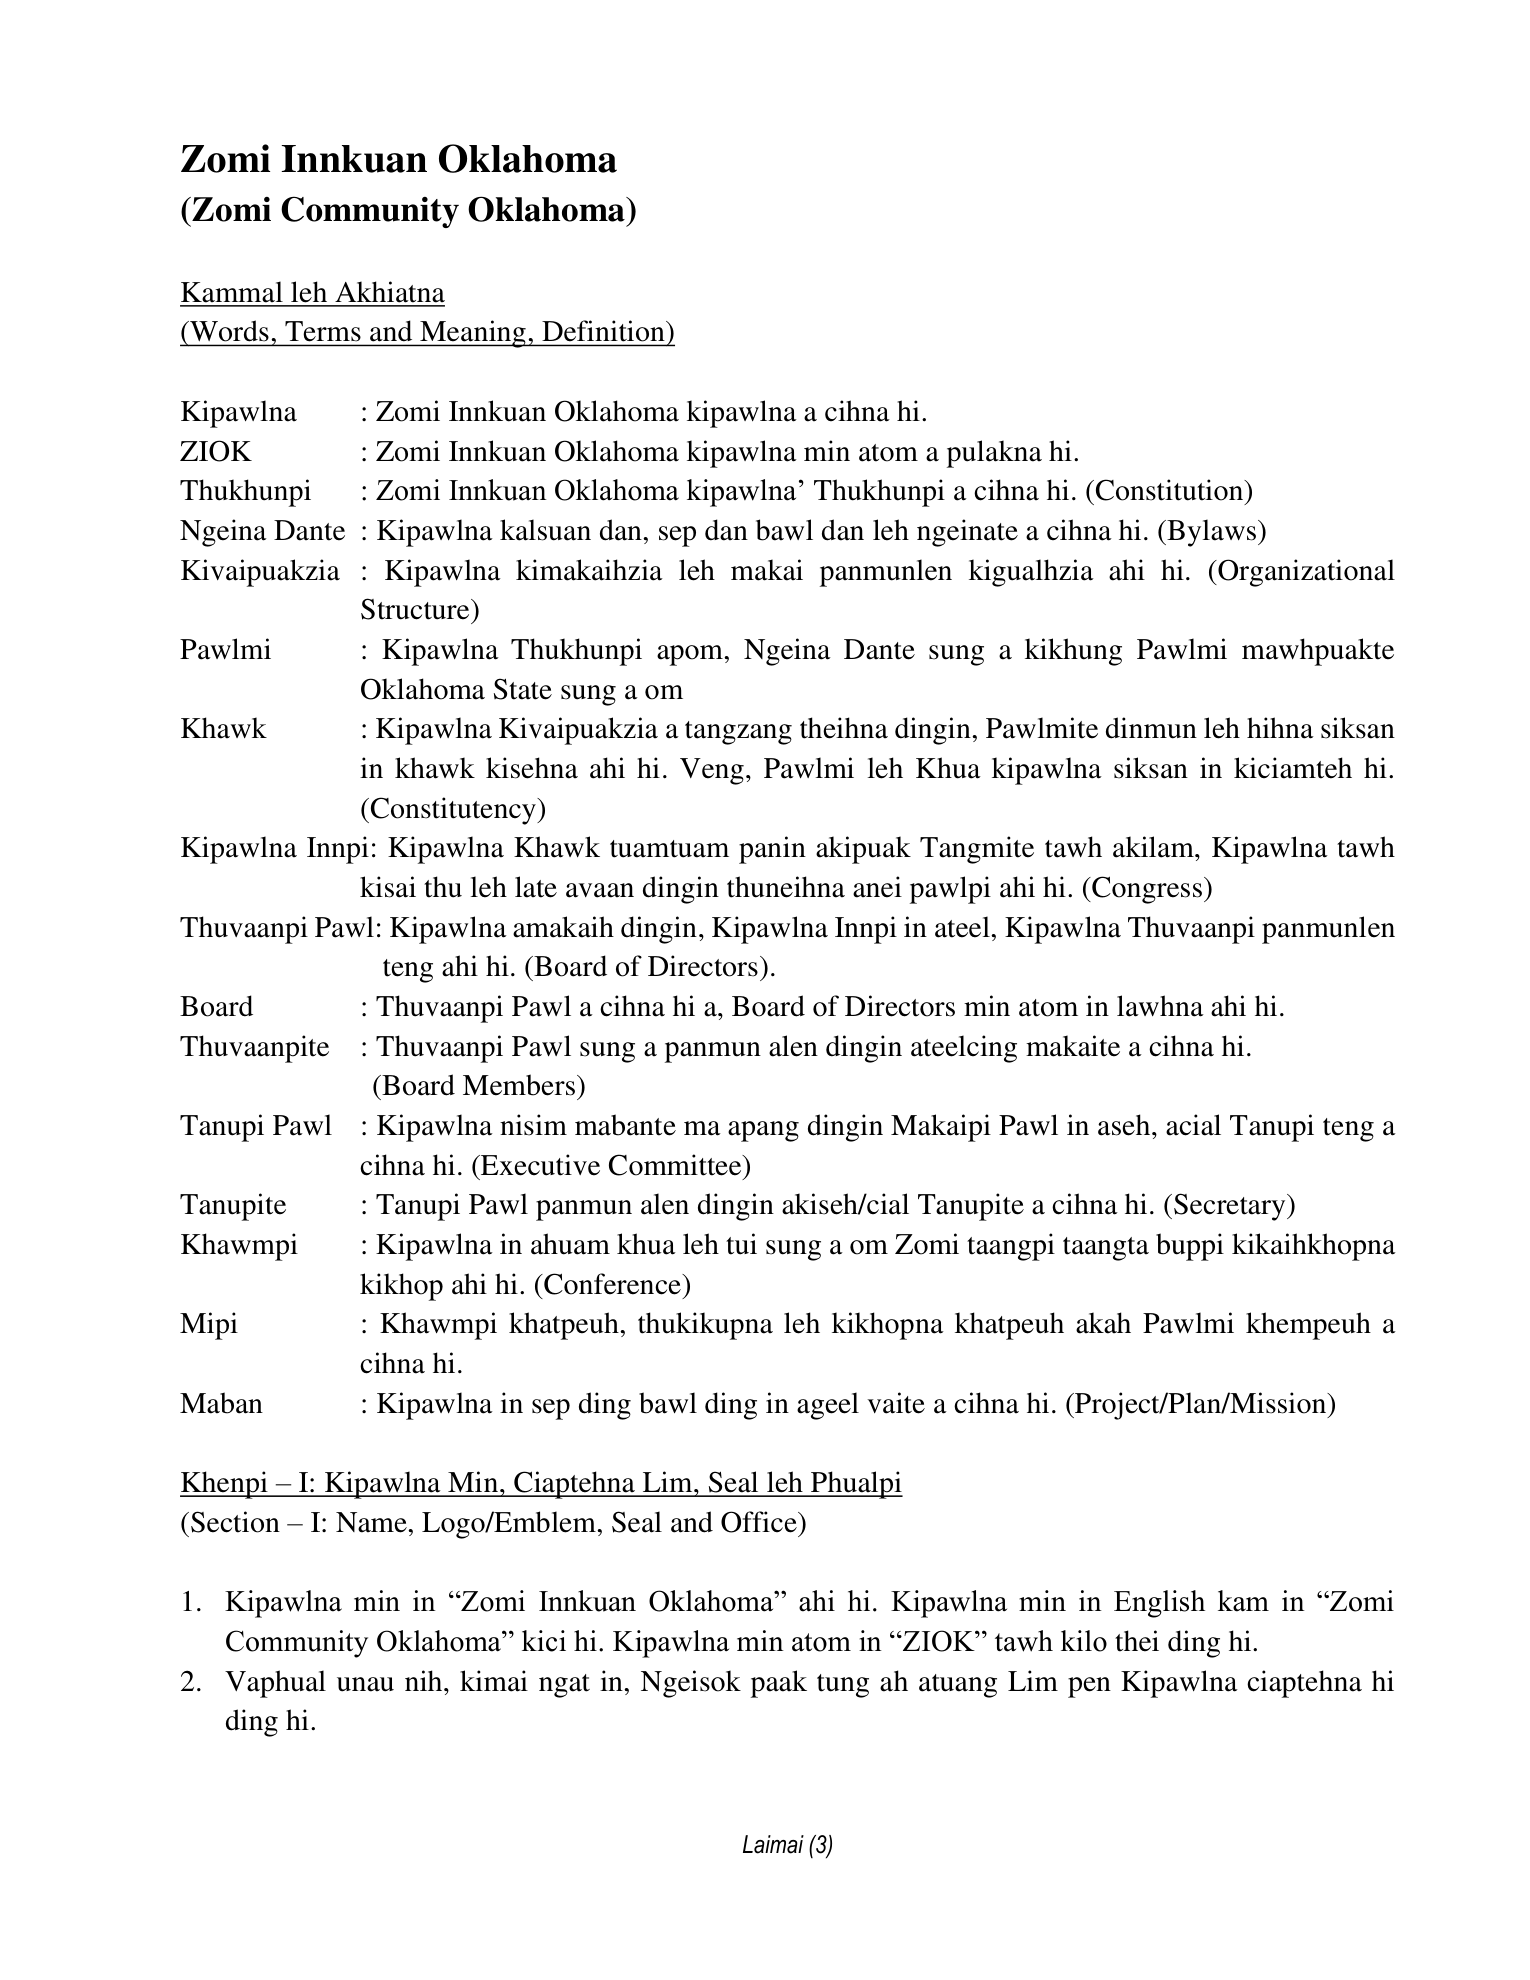 Zomi Innkuan Oklahoma
(Zomi Community Oklahoma)
Kammal leh Akhiatna
(Words, Terms and Meaning, Definition)
Kipawlna : Zomi Innkuan Oklahoma kipawlna a cihna hi.
ZIOK : Zomi Innkuan Oklahoma kipawlna min atom a pulakna hi.
Thukhunpi : Zomi Innkuan Oklahoma kipawlna’ Thukhunpi a cihna hi. (Constitution)
Ngeina Dante : Kipawlna kalsuan dan, sep dan bawl dan leh ngeinate a cihna hi. (Bylaws)
Kivaipuakzia : Kipawlna kimakaihzia leh makai panmunlen kigualhzia ahi hi. (Organizational
Structure)
Pawlmi : Kipawlna Thukhunpi apom, Ngeina Dante sung a kikhung Pawlmi mawhpuakte
Oklahoma State sung a om
Khawk : Kipawlna Kivaipuakzia a tangzang theihna dingin, Pawlmite dinmun leh hihna siksan
in khawk kisehna ahi hi. Veng, Pawlmi leh Khua kipawlna siksan in kiciamteh hi.
(Constitutency)
Kipawlna Innpi: Kipawlna Khawk tuamtuam panin akipuak Tangmite tawh akilam, Kipawlna tawh
kisai thu leh late avaan dingin thuneihna anei pawlpi ahi hi. (Congress)
Thuvaanpi Pawl: Kipawlna amakaih dingin, Kipawlna Innpi in ateel, Kipawlna Thuvaanpi panmunlen
teng ahi hi. (Board of Directors).
Board : Thuvaanpi Pawl a cihna hi a, Board of Directors min atom in lawhna ahi hi.
Thuvaanpite : Thuvaanpi Pawl sung a panmun alen dingin ateelcing makaite a cihna hi.
(Board Members)
Tanupi Pawl : Kipawlna nisim mabante ma apang dingin Makaipi Pawl in aseh, acial Tanupi teng a
cihna hi. (Executive Committee)
Tanupite : Tanupi Pawl panmun alen dingin akiseh/cial Tanupite a cihna hi. (Secretary)
Khawmpi : Kipawlna in ahuam khua leh tui sung a om Zomi taangpi taangta buppi kikaihkhopna
kikhop ahi hi. (Conference)
Mipi : Khawmpi khatpeuh, thukikupna leh kikhopna khatpeuh akah Pawlmi khempeuh a
cihna hi.
Maban : Kipawlna in sep ding bawl ding in ageel vaite a cihna hi. (Project/Plan/Mission)
Khenpi – I: Kipawlna Min, Ciaptehna Lim, Seal leh Phualpi
(Section – I: Name, Logo/Emblem, Seal and Office)
1. Kipawlna min in “Zomi Innkuan Oklahoma” ahi hi. Kipawlna min in English kam in “Zomi
Community Oklahoma” kici hi. Kipawlna min atom in “ZIOK” tawh kilo thei ding hi.
2. Vaphual unau nih, kimai ngat in, Ngeisok paak tung ah atuang Lim pen Kipawlna ciaptehna hi
ding hi.
Laimai (3)